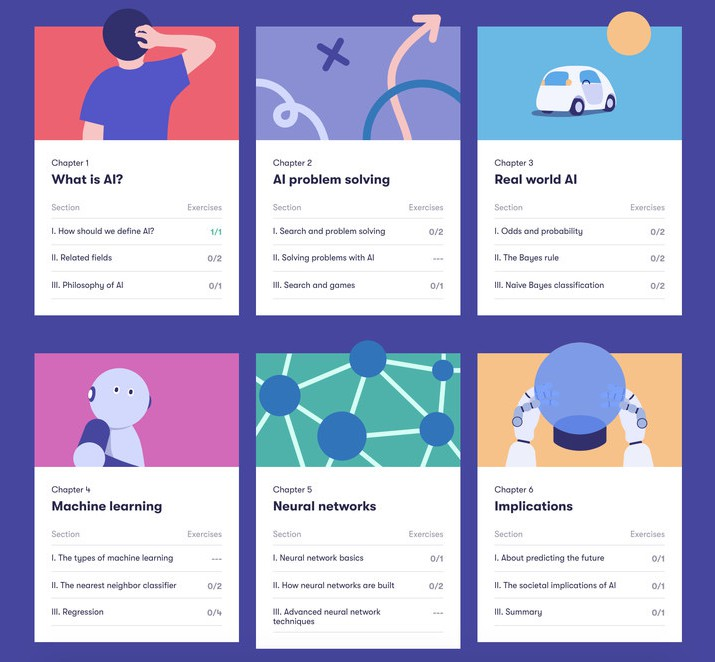 Chapter 1
What is AI?
Section Exercises
I. How should we define AI? 1/1
II. Related fields 0/2
III. Philosophy of AI 0/1
Chapter 2
AI problem solving
Section Exercises
I. Search and problem solving 0/2
II. Solving problems with AI ---
III. Search and games 0/1
Chapter 3
Real world AI
Section Exercises
I. Odds and probability 0/2
II. The Bayes rule 0/2
III. Naive Bayes classification 0/2
Chapter 4
Machine learning
Section Exercises
I. The types of machine learning ---
II. The nearest neighbor classifier 0/2
III. Regression 0/4
Chapter 5
Neural networks
Section Exercises
I. Neural network basics 0/1
II. How neural networks are built 0/2
III. Advanced neural network ---
techniques
Chapter 6
Implications
Section Exercises
I. About predicting the future 0/1
II. The societal implications of AI 0/1
III. Summary 0/1